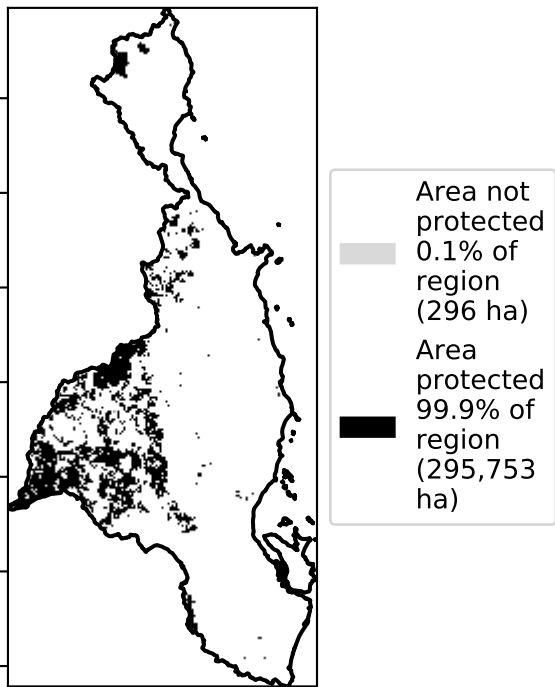 Area not
protected
0.1% of
region
(296 ha)
Area
protected
99.9% of
region
(295,753
ha)